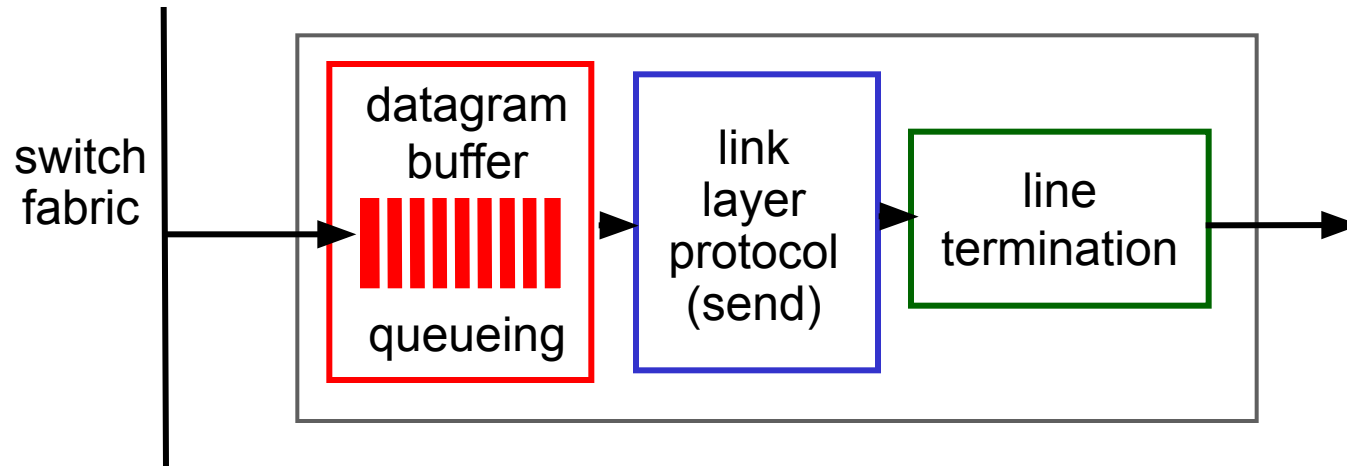 switch
fabric
datagram
buffer
queueing
link
layer
protocol
(send)
line
termination